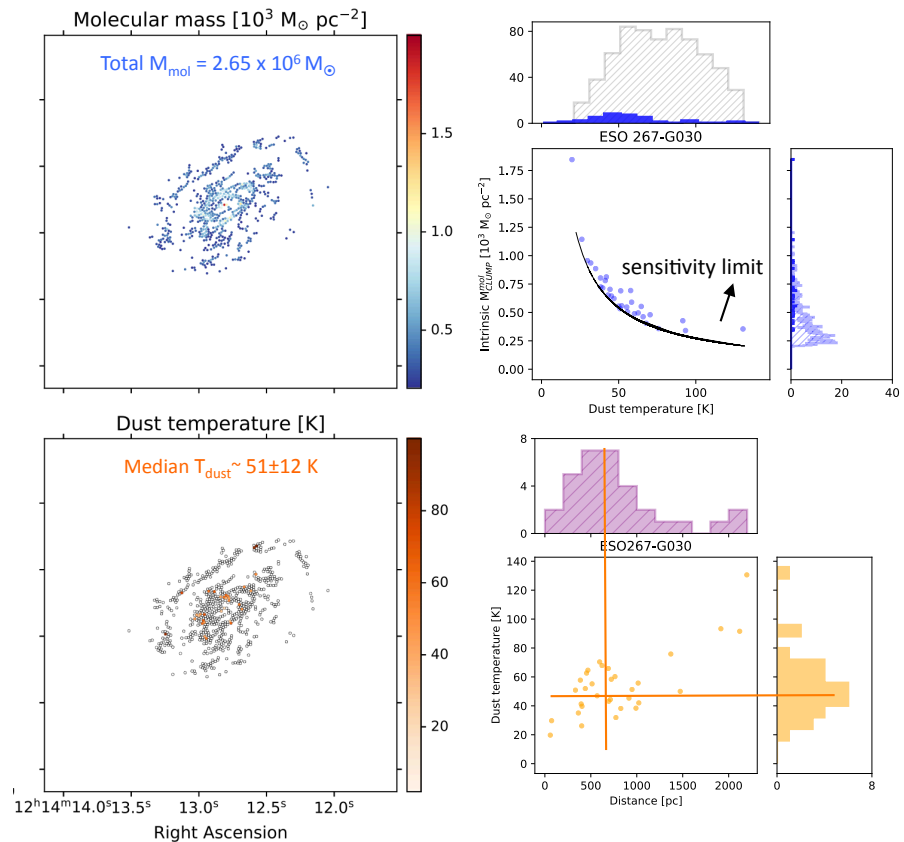 Molecular mass [10³ M⊙ pc⁻²]
Total Mmol = 2.65 x 10⁶ M⊙
1.5
1.0
0.5
80
40
0
ESO 267-G030
1.75
1.50
1.25
1.00
0.75
0.50
0.25
0.00
Intrinsic M^mol_CLUMP [10³ M⊙ pc⁻²]
sensitivity limit
50
100
Dust temperature [K]
0
20
40
Dust temperature [K]
Median Tdust~ 51±12 K
80
60
40
20
12ʰ14ᵐ14.0ˢ
13.5ˢ
13.0ˢ
12.5ˢ
12.0ˢ
Right Ascension
8
4
0
ESO267-G030
140
120
100
80
60
40
20
0
Dust temperature [K]
0
500
1000
1500
2000
Distance [pc]
0
8